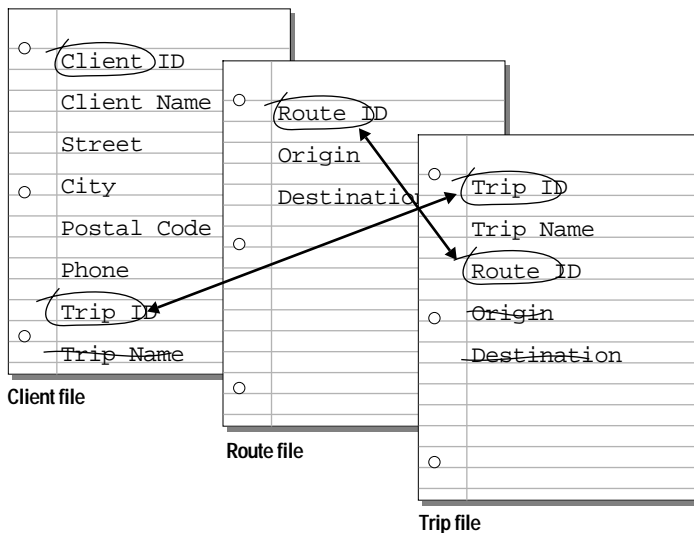 Client ID
Client Name
Street
City
Postal Code
Phone
Trip ID
Trip Name
Client file
Route ID
Origin
Destination
Route file
Trip ID
Trip Name
Route ID
Origin
Destination
Trip file